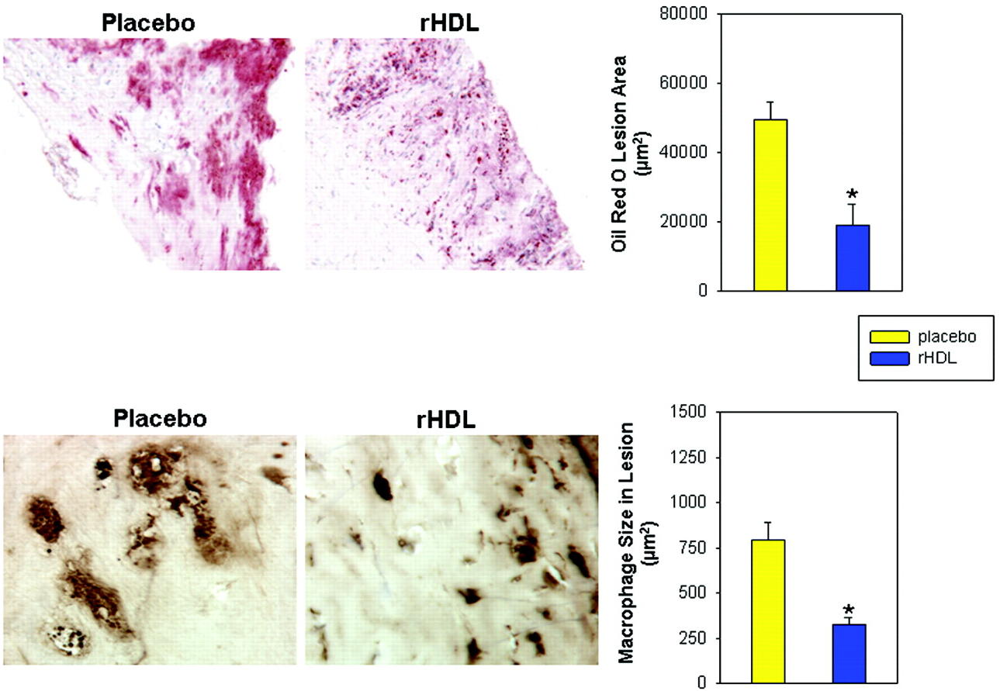 Placebo
rHDL
Oil Red O Lesion Area
(µm²)
80000
60000
40000
20000
0
*
placebo
rHDL
Placebo
rHDL
Macrophage Size in Lesion
(µm²)
1500
1250
1000
750
500
250
0
*